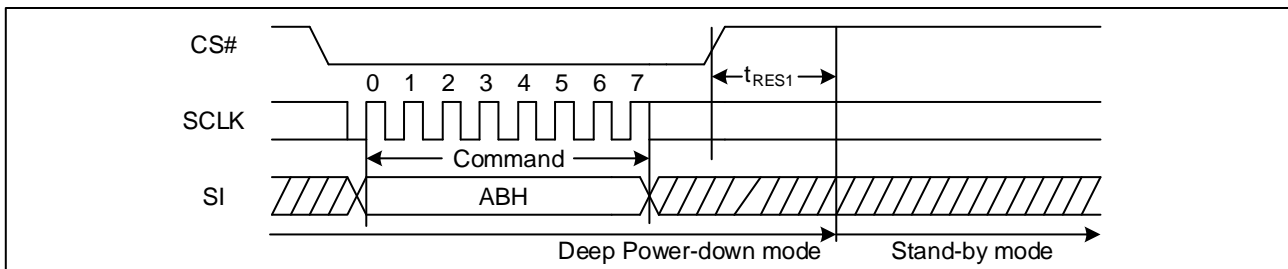 CS#
tRES1
0 1 2 3 4 5 6 7
SCLK
Command
SI
ABH
Deep Power-down mode Stand-by mode